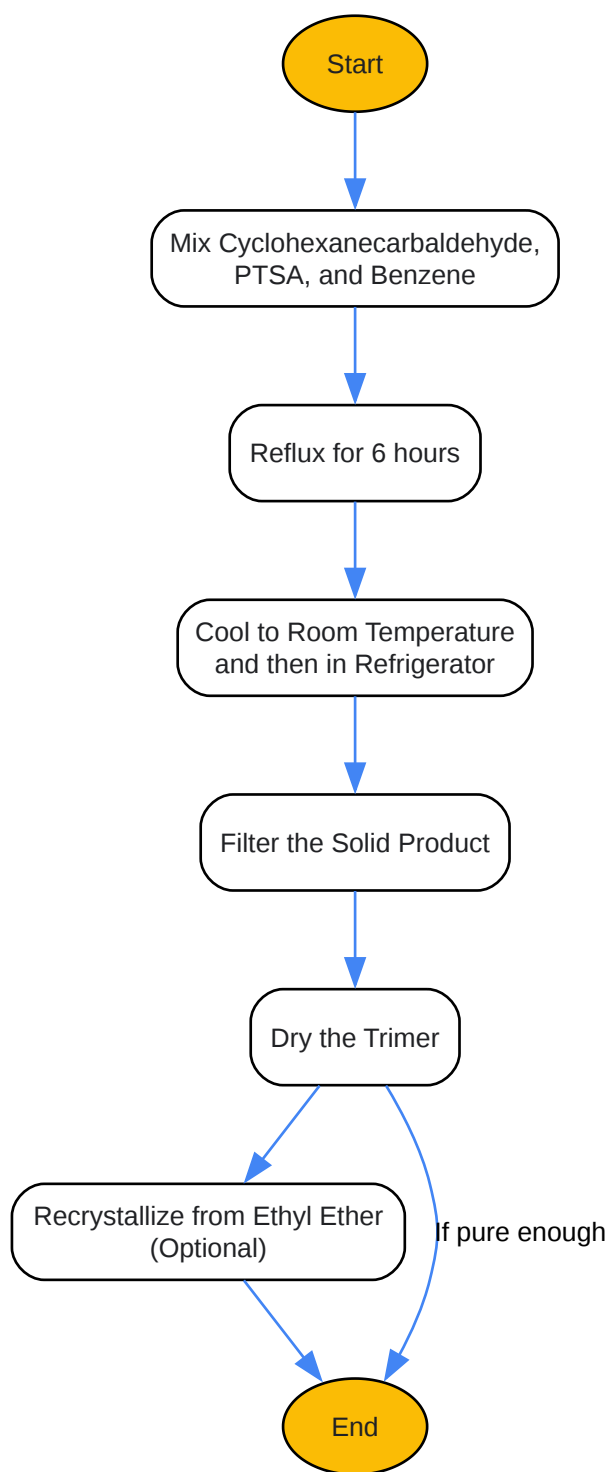 Start
Mix Cyclohexanecarbaldehyde,
PTSA, and Benzene
Reflux for 6 hours
Cool to Room Temperature
and then in Refrigerator
Filter the Solid Product
Dry the Trimer
Recrystallize from Ethyl Ether
(Optional)
If pure enough
End